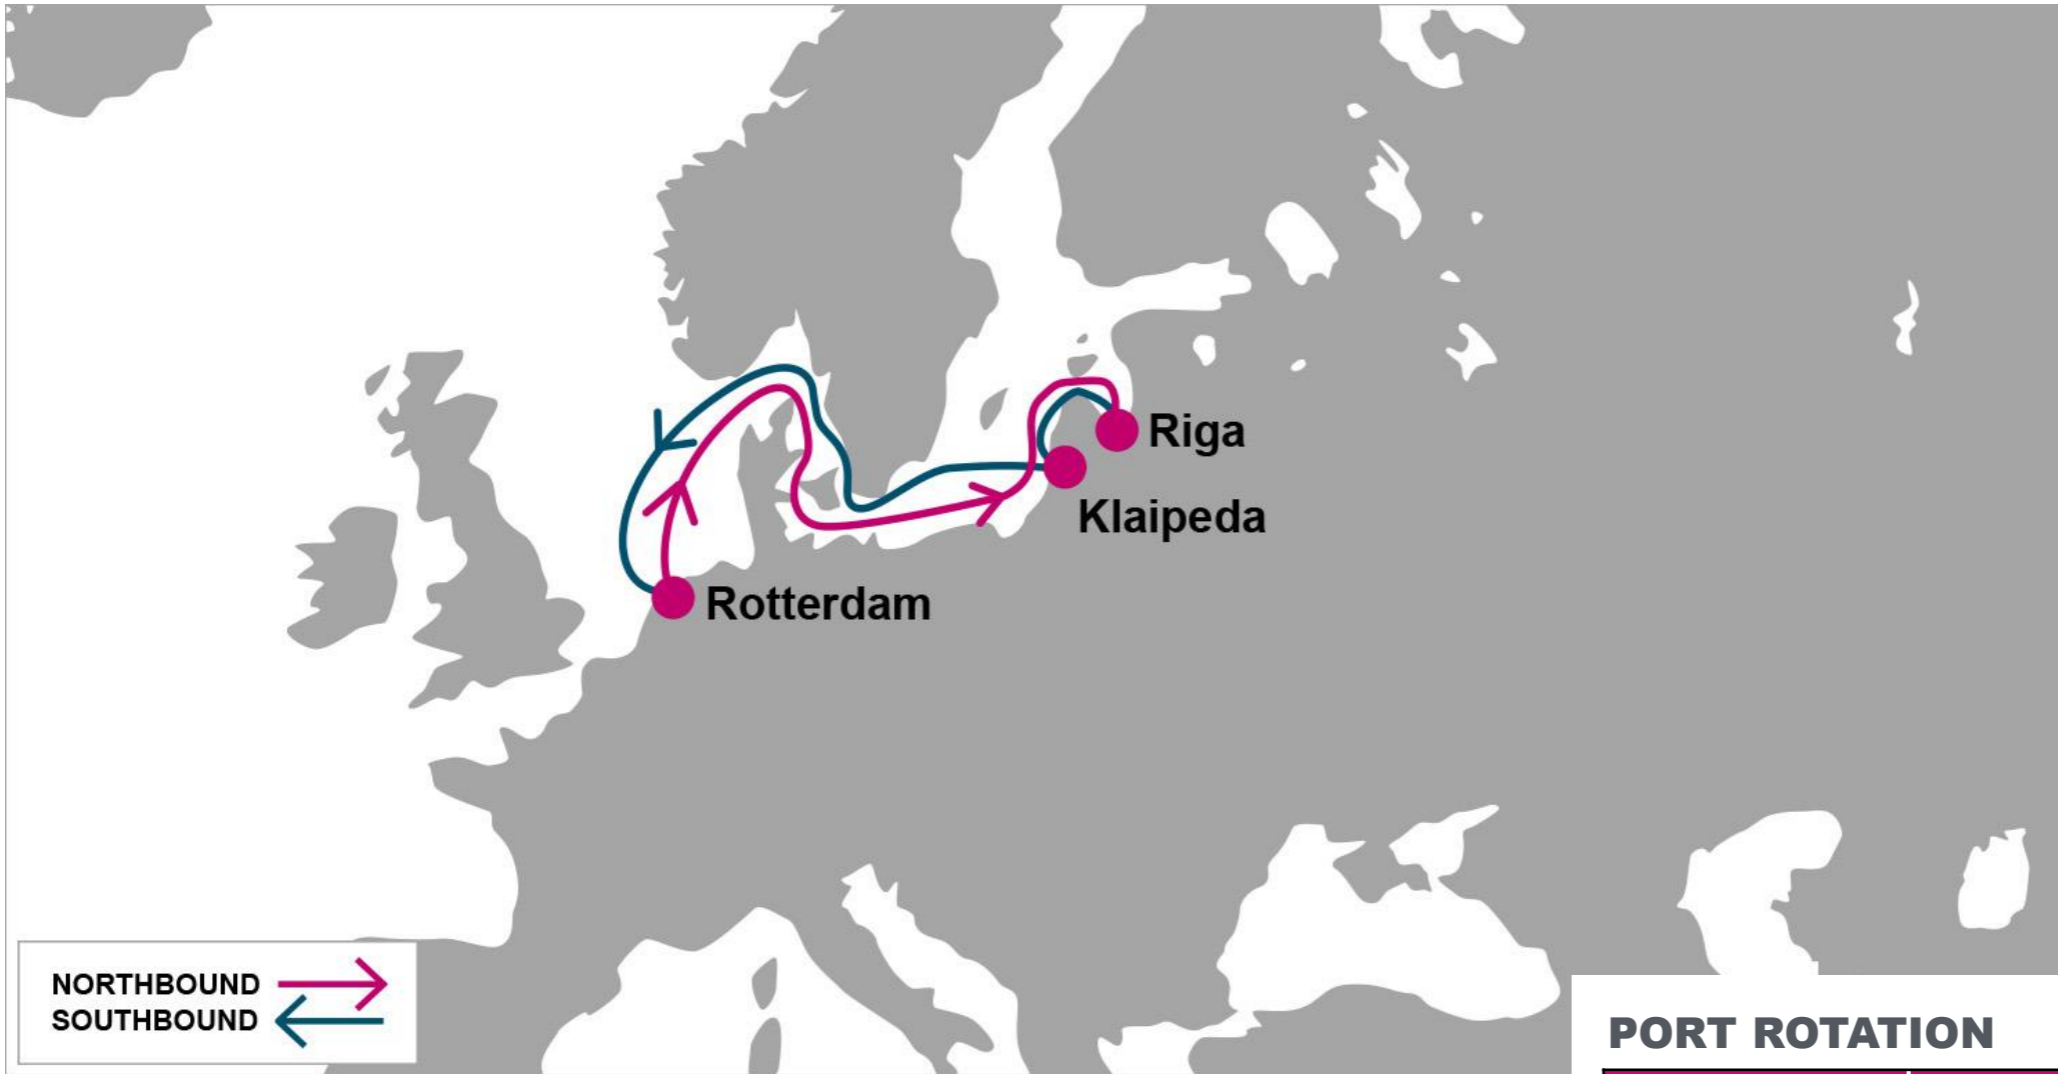 Riga
Klaipeda
Rotterdam
NORTHBOUND
SOUTHBOUND
PORT ROTATION